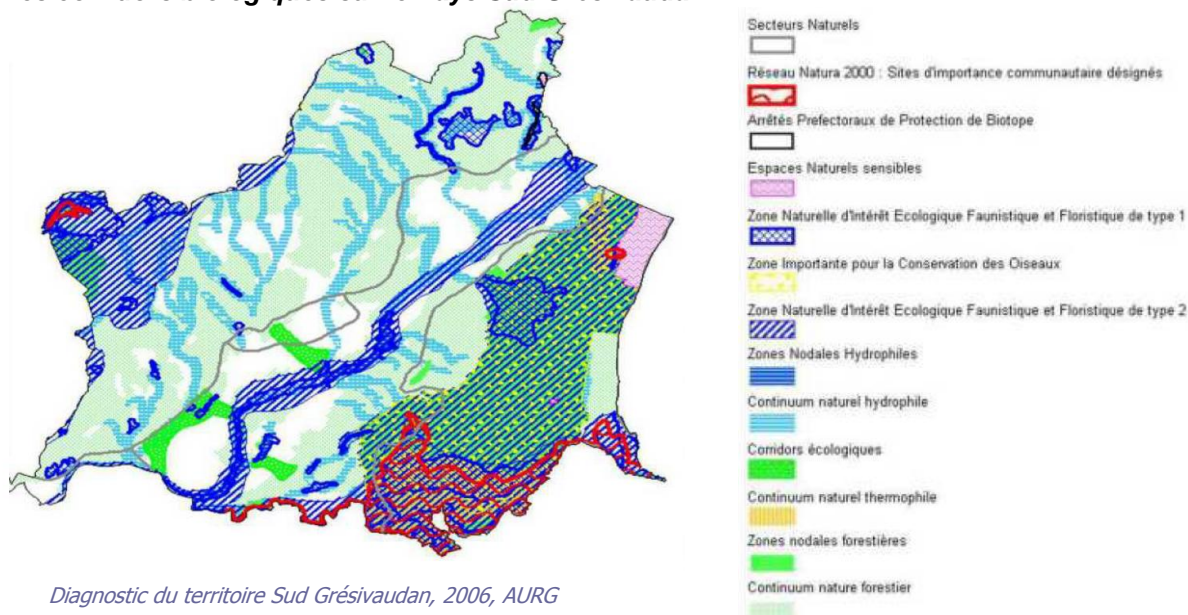 Secteurs Naturels
Réseau Natura 2000 : Sites d'importance communautaire désignés
Arrêtés Prefectoraux de Protection de Biotope
Espaces Naturels sensibles
Zone Naturelle d'Intérêt Ecologique Faunistique et Floristique de type 1
Zone Importante pour la Conservation des Oiseaux
Zone Naturelle d'Intérêt Ecologique Faunistique et Floristique de type 2
Zones Nodales Hydrophiles
Continuum naturel hydrophile
Corridors écologiques
Continuum naturel thermophile
Zones nodales forestières
Continuum nature forestier
Diagnostic du territoire Sud Grésivaudan, 2006, AURG